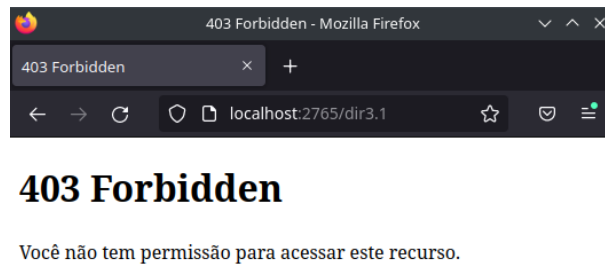 403 Forbidden - Mozilla Firefox
403 Forbidden
localhost:2765/dir3.1
403 Forbidden
Você não tem permissão para acessar este recurso.